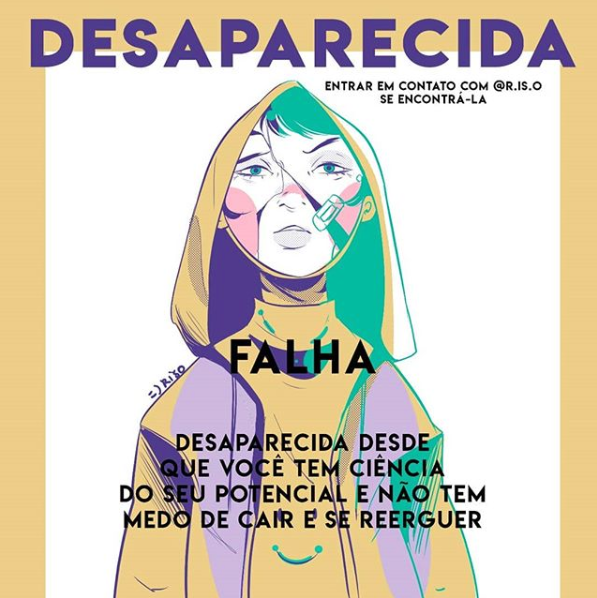 DESAPARECIDA
ENTRAR EM CONTATO COM @R.IS.O
SE ENCONTRÁ-LA
FALHA
=) RISO
DESAPARECIDA DESDE
QUE VOCÊ TEM CIÊNCIA
DO SEU POTENCIAL E NÃO TEM
MEDO DE CAIR E SE REERGUER